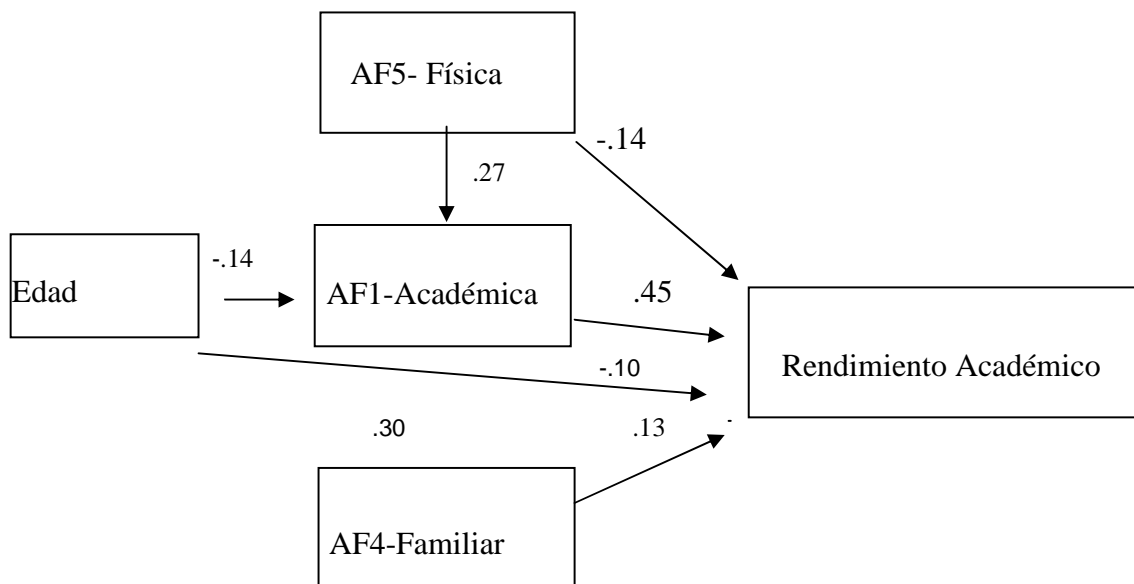 AF5- Física
-.14
.27
-.14
Edad
AF1-Académica
.45
Rendimiento Académico
-.10
.30
.13
-
AF4-Familiar